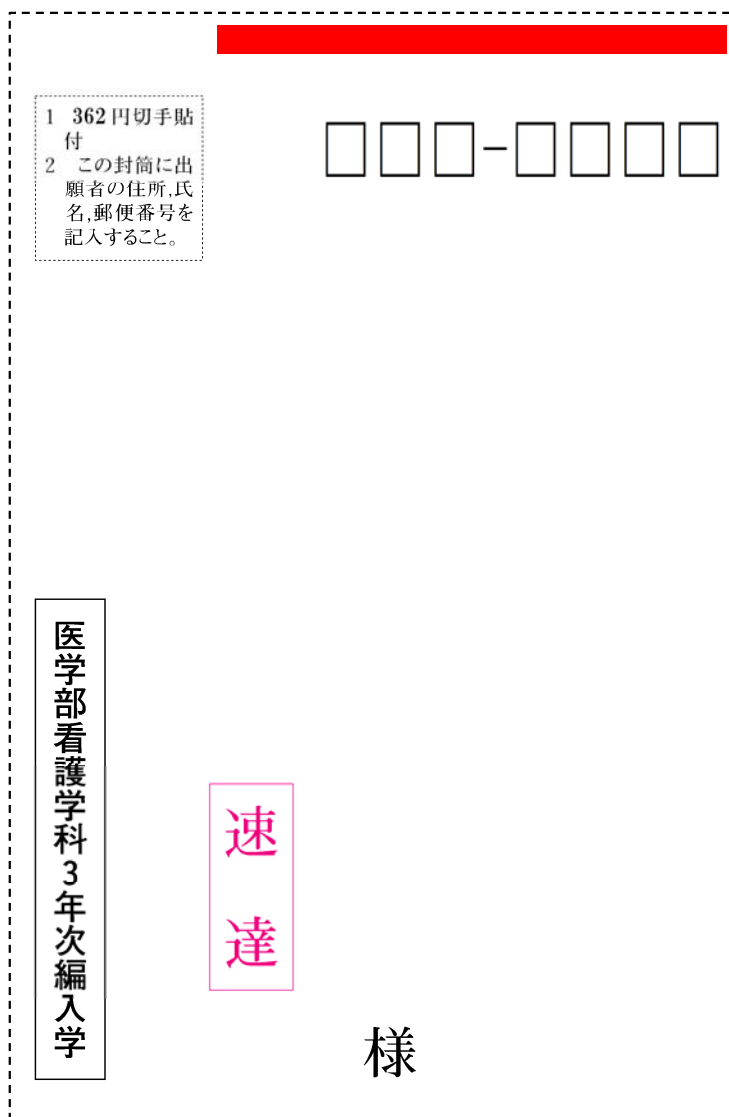 1 362円切手貼
付
2 この封筒に出
願者の住所,氏
名,郵便番号を
記入すること。
医学部看護学科3年次編入学
速達
様